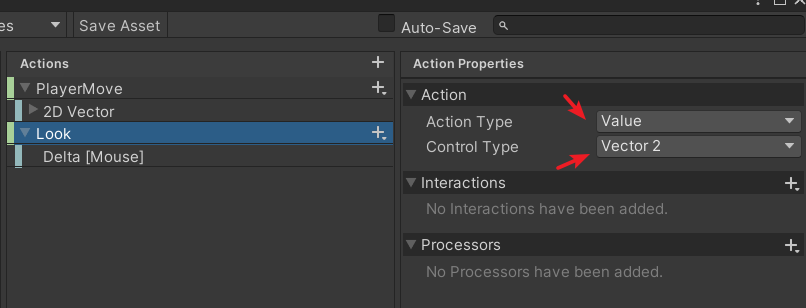 es
Save Asset
Auto-Save
Actions
Action Properties
PlayerMove
2D Vector
Look
Delta [Mouse]
Action
Action Type
Value
Control Type
Vector 2
Interactions
No Interactions have been added.
Processors
No Processors have been added.